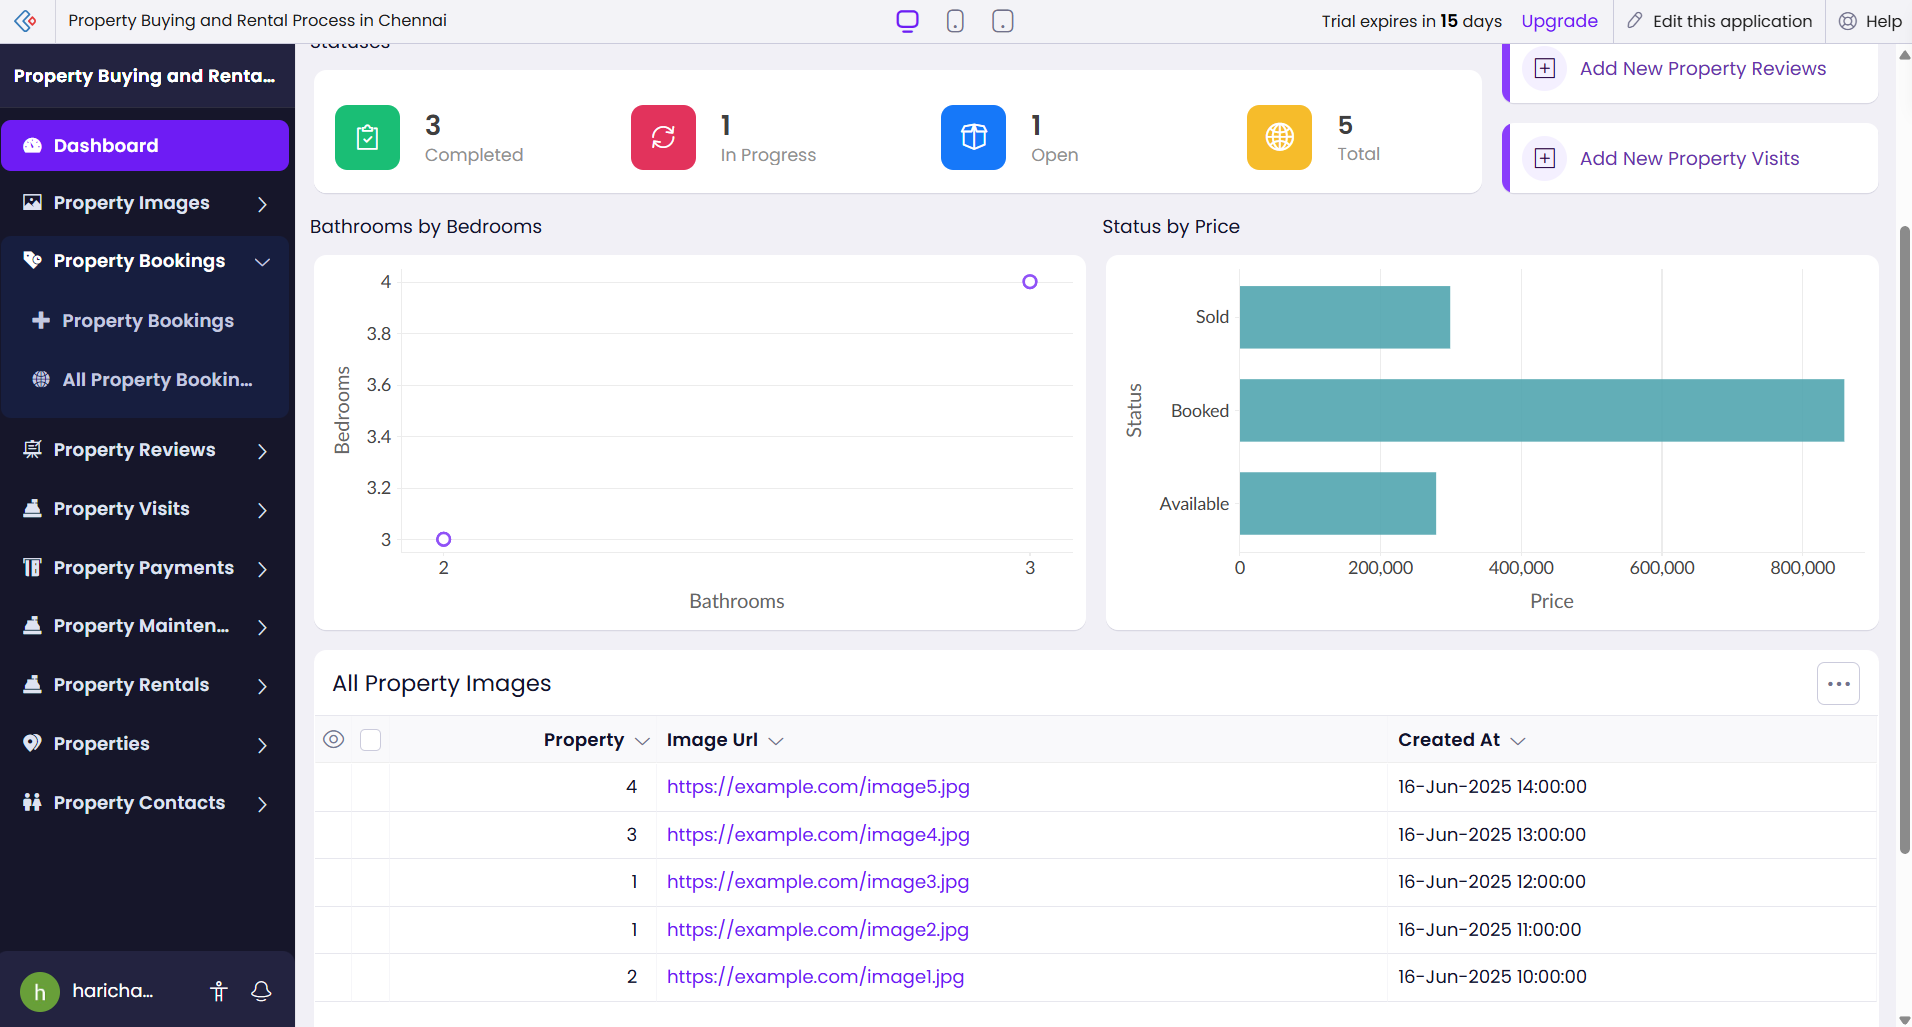 Property Buying and Rental Process in Chennai
Trial expires in 15 days
Upgrade
Edit this application
Help
Property Buying and Renta...
Dashboard
Property Images
Property Bookings
Property Bookings
All Property Bookin...
Property Reviews
Property Visits
Property Payments
Property Mainten...
Property Rentals
Properties
Property Contacts
h
haricha...
Statuses
3
Completed
1
In Progress
1
Open
5
Total
Add New Property Reviews
Add New Property Visits
Bathrooms by Bedrooms
4
3.8
3.6
3.4
3.2
3
Bedrooms
2
3
Bathrooms
Status by Price
Status
Sold
Booked
Available
0
200,000
400,000
600,000
800,000
Price
All Property Images
Property
Image Url
Created At
4 https://example.com/image5.jpg 16-Jun-2025 14:00:00
3 https://example.com/image4.jpg 16-Jun-2025 13:00:00
1 https://example.com/image3.jpg 16-Jun-2025 12:00:00
1 https://example.com/image2.jpg 16-Jun-2025 11:00:00
2 https://example.com/image1.jpg 16-Jun-2025 10:00:00